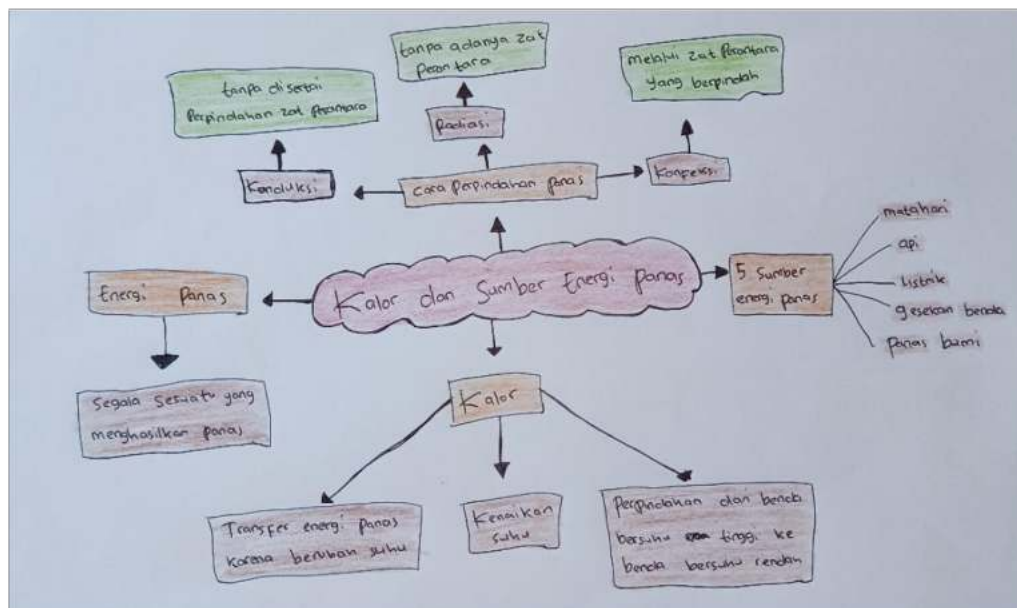 tanpa adanya zat
perantara
melalui zat perantara
yang berpindah
tanpa disertai
Perpindahan zat perantara
Radiasi
Konduksi
Cara perpindahan panas
Konfeksi
matahari
api
listrik
gesekan benda
panas bumi
5 Sumber
energi panas
Kalor dan Sumber Energi panas
Energi Panas
Segala sesuatu yang
menghasilkan panas
Kalor
Transfer energi panas
karena berubah suhu
Kenaikan
suhu
Perpindahan dari benda
bersuhu tinggi ke
benda bersuhu rendah